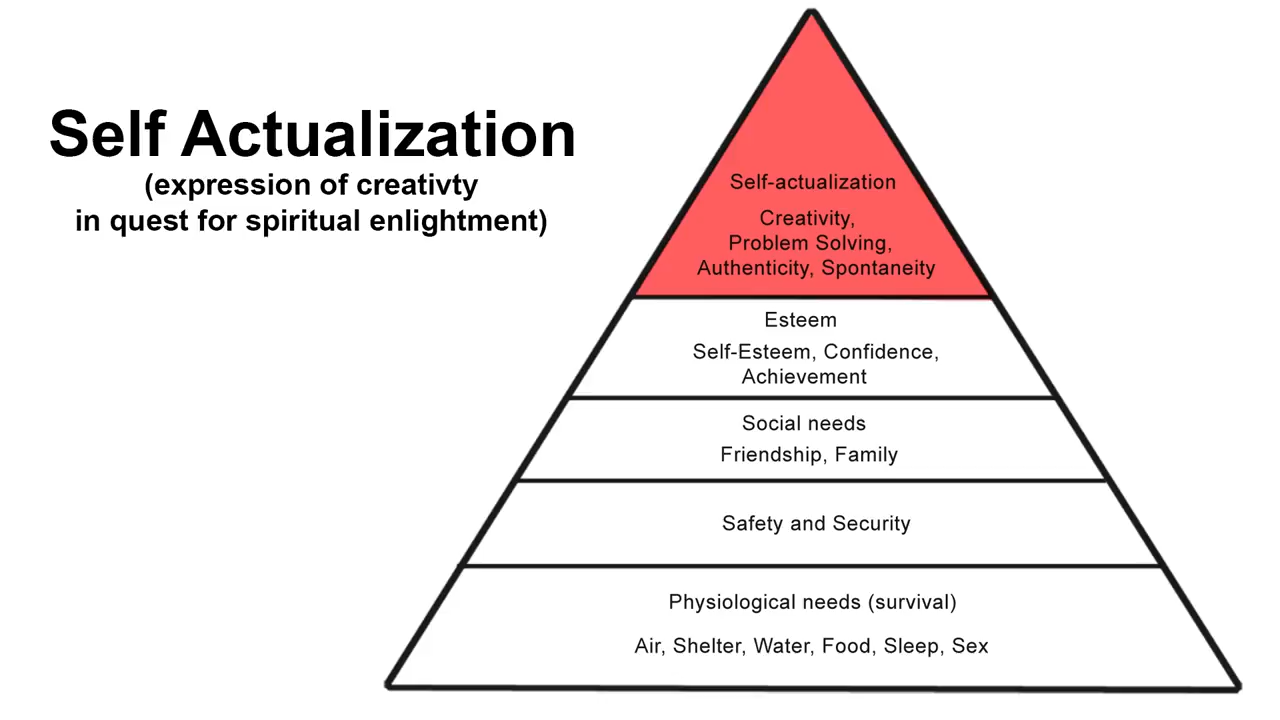 Self Actualization
(expression of creativty
in quest for spiritual enlightment)
Self-actualization
Creativity,
Problem Solving,
Authenticity, Spontaneity
Esteem
Self-Esteem, Confidence,
Achievement
Social needs
Friendship, Family
Safety and Security
Physiological needs (survival)
Air, Shelter, Water, Food, Sleep, Sex